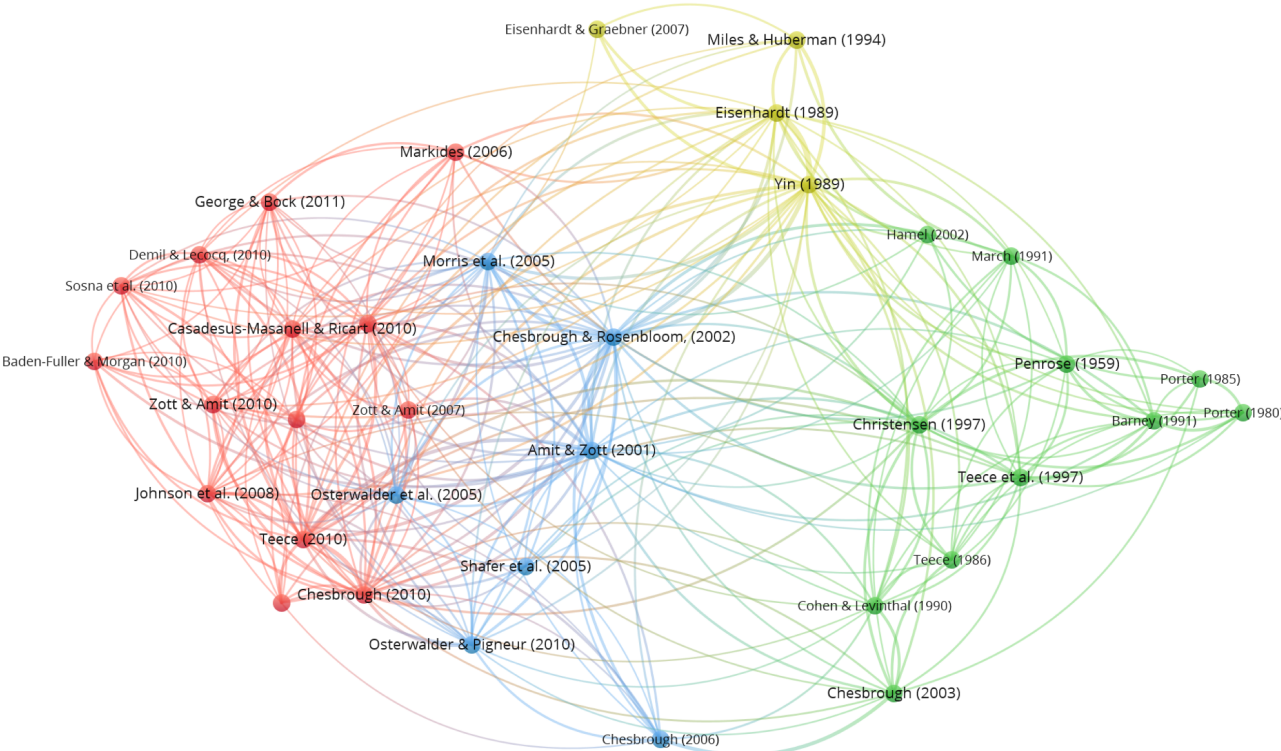 Eisenhardt & Graebner (2007)
Miles & Huberman (1994)
Eisenhardt (1989)
Markides (2006)
Yin (1989)
George & Bock (2011)
Hamel (2002)
Demil & Lecocq, (2010)
March (1991)
Morris et al. (2005)
Sosna et al. (2010)
Casadesus-Masanell & Ricart (2010)
Chesbrough & Rosenbloom, (2002)
Baden-Fuller & Morgan (2010)
Penrose (1959)
Porter (1985)
Zott & Amit (2010)
Zott & Amit (2007)
Porter (1980)
Barney (1991)
Christensen (1997)
Amit & Zott (2001)
Teece et al. (1997)
Johnson et al. (2008)
Osterwalder et al. (2005)
Teece (2010)
Teece (1986)
Shafer et al. (2005)
Chesbrough (2010)
Cohen & Levinthal (1990)
Osterwalder & Pigneur (2010)
Chesbrough (2003)
Chesbrough (2006)